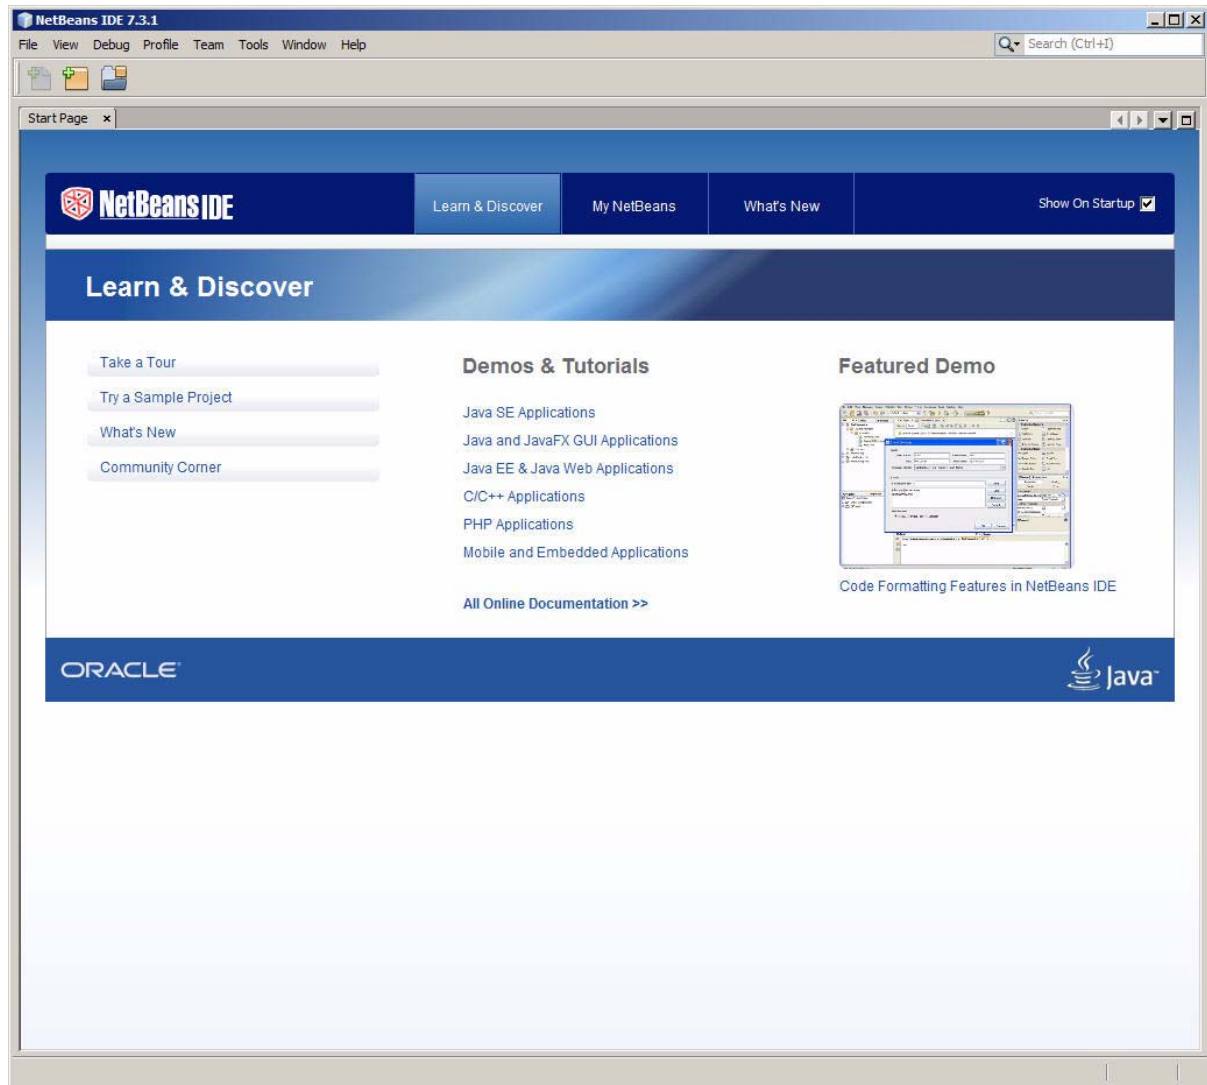 NetBeans IDE 7.3.1
File View Debug Profile Team Tools Window Help
Search (Ctrl+I)
Start Page
NetBeans IDE
Learn & Discover
My NetBeans
What's New
Show On Startup
Learn & Discover
Take a Tour
Try a Sample Project
What's New
Community Corner
Demos & Tutorials
Java SE Applications
Java and JavaFX GUI Applications
Java EE & Java Web Applications
C/C++ Applications
PHP Applications
Mobile and Embedded Applications
All Online Documentation >>
Featured Demo
Code Formatting Features in NetBeans IDE
ORACLE
Java